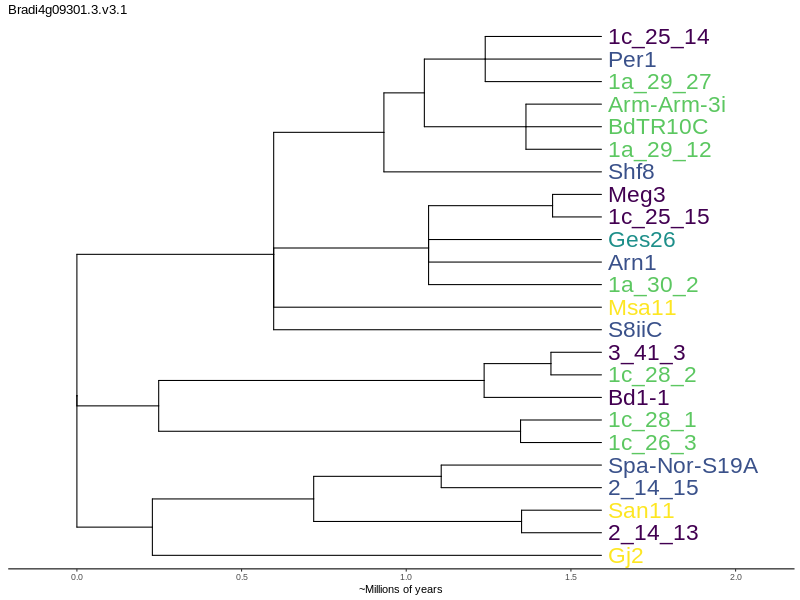 Bradi4g09301.3.v3.1
1c_25_14
Per1
1a_29_27
Arm-Arm-3i
BdTR10C
1a_29_12
Shf8
Meg3
1c_25_15
Ges26
Arn1
1a_30_2
Msa11
S8iiC
3_41_3
1c_28_2
Bd1-1
1c_28_1
1c_26_3
Spa-Nor-S19A
2_14_15
San11
2_14_13
Gj2
0.0 0.5 1.0 1.5 2.0
~Millions of years